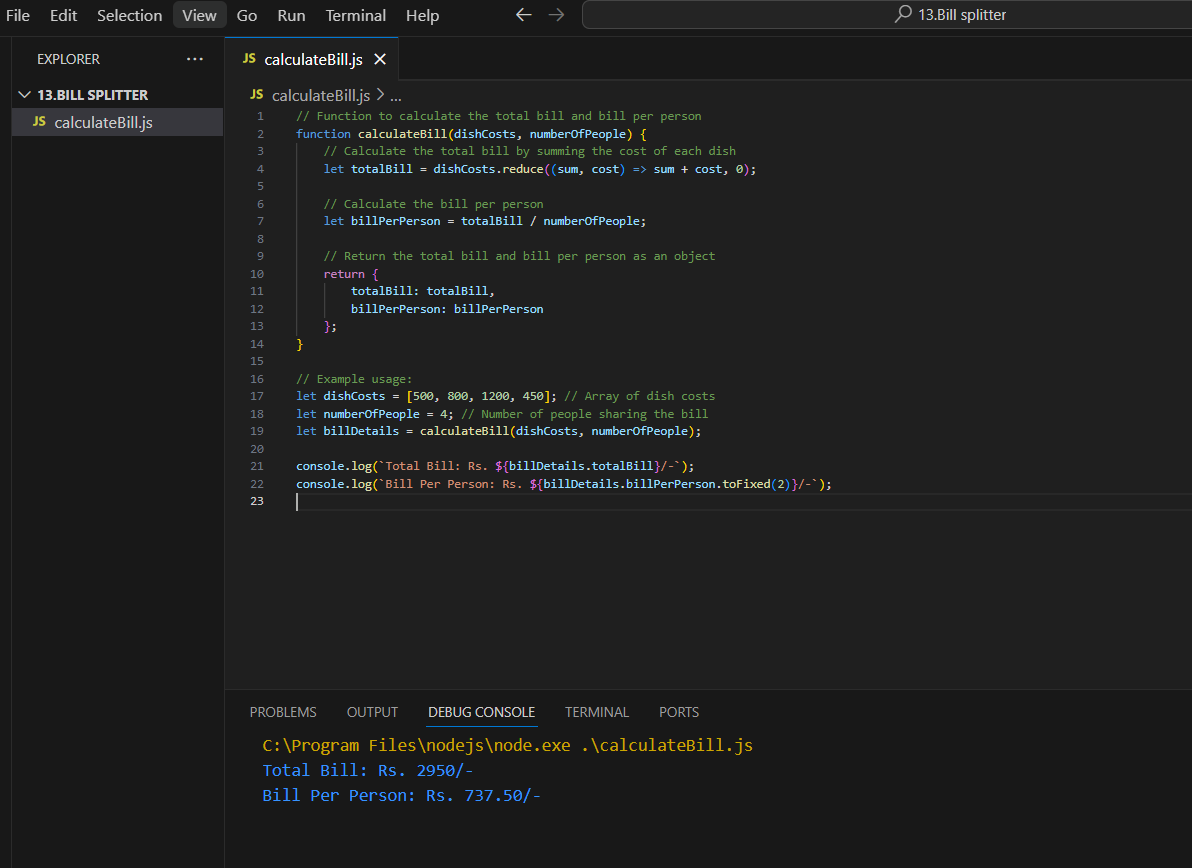 File Edit Selection View Go Run Terminal Help 13.Bill splitter
EXPLORER ...
13.BILL SPLITTER
JS calculateBill.js
JS calculateBill.js ×
JS calculateBill.js > ...
1 // Function to calculate the total bill and bill per person
2 function calculateBill(dishCosts, numberOfPeople) {
3     // Calculate the total bill by summing the cost of each dish
4     let totalBill = dishCosts.reduce((sum, cost) => sum + cost, 0);
5
6     // Calculate the bill per person
7     let billPerPerson = totalBill / numberOfPeople;
8
9     // Return the total bill and bill per person as an object
10     return {
11         totalBill: totalBill,
12         billPerPerson: billPerPerson
13     };
14 }
15
16 // Example usage:
17 let dishCosts = [500, 800, 1200, 450]; // Array of dish costs
18 let numberOfPeople = 4; // Number of people sharing the bill
19 let billDetails = calculateBill(dishCosts, numberOfPeople);
20
21 console.log(`Total Bill: Rs. ${billDetails.totalBill}/-`);
22 console.log(`Bill Per Person: Rs. ${billDetails.billPerPerson.toFixed(2)}/-`);
23
PROBLEMS OUTPUT DEBUG CONSOLE TERMINAL PORTS
C:\Program Files\nodejs\node.exe .\calculateBill.js
Total Bill: Rs. 2950/-
Bill Per Person: Rs. 737.50/-